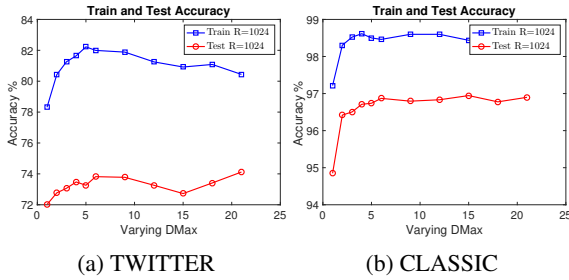 Train and Test Accuracy
84
82
80
78
76
74
72
Accuracy %
Train R=1024
Test R=1024
0 5 10 15 20 25
Varying DMax
(a) TWITTER
Train and Test Accuracy
99
98
97
96
95
94
Accuracy %
Train R=1024
Test R=1024
0 5 10 15 20 25
Varying DMax
(b) CLASSIC